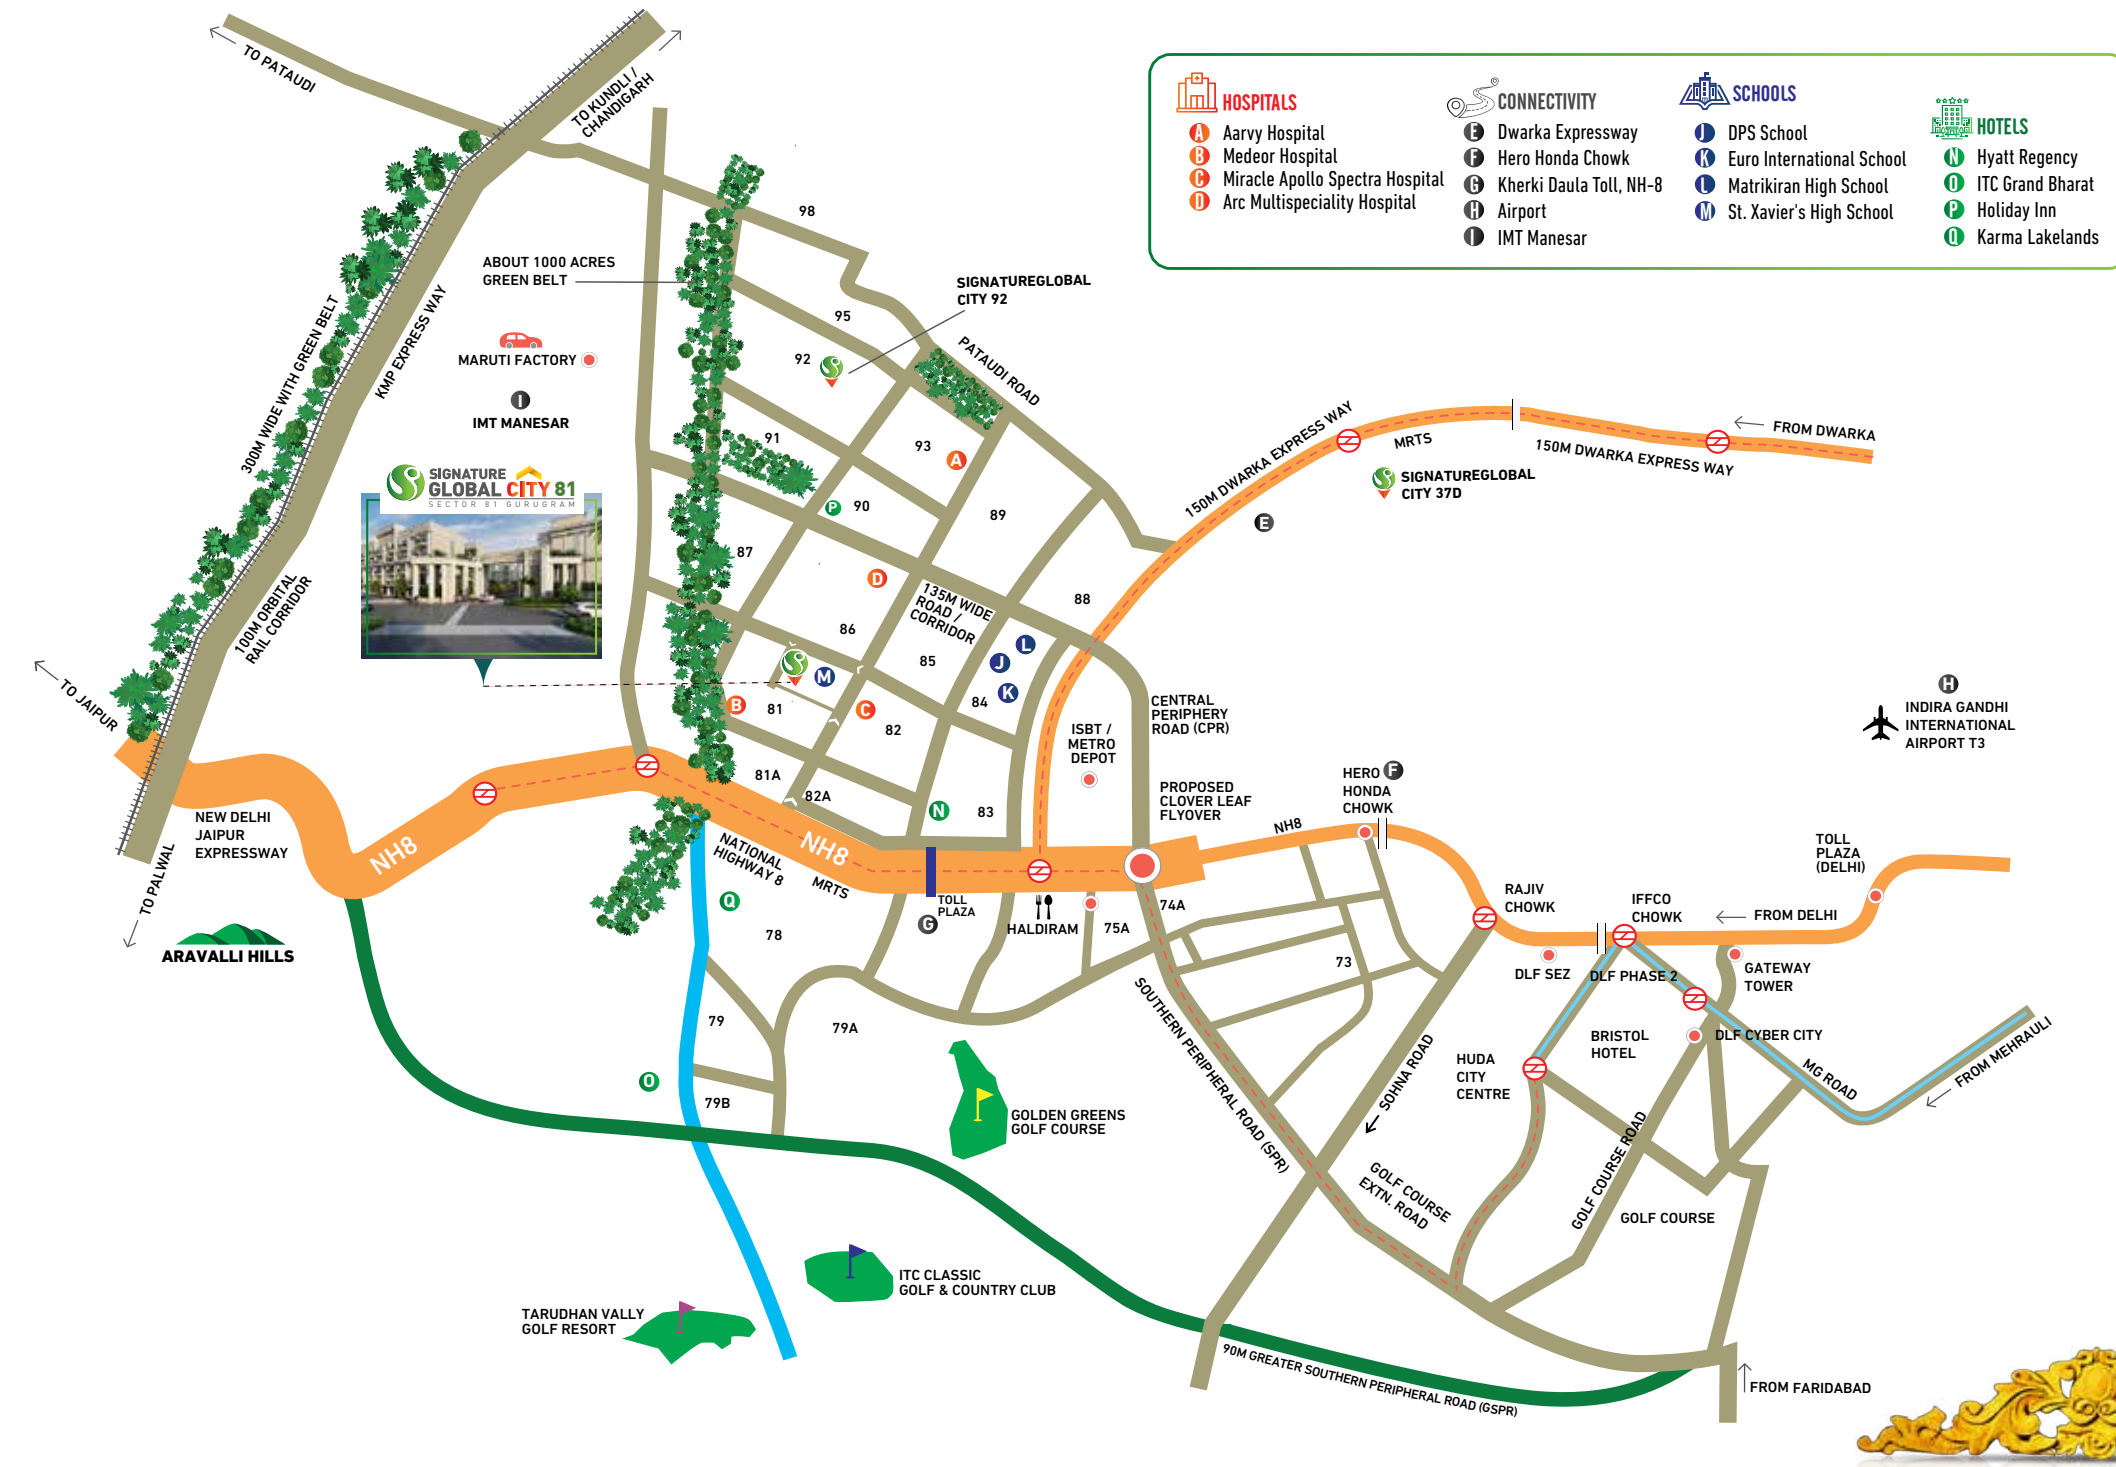 TO PATAUDI
TO KUNDLI /
CHANDIGARH
HOSPITALS
A Aarvy Hospital
B Medeor Hospital
C Miracle Apollo Spectra Hospital
D Arc Multispeciality Hospital
CONNECTIVITY
E Dwarka Expressway
F Hero Honda Chowk
G Kherki Daula Toll, NH-8
H Airport
I IMT Manesar
SCHOOLS
J DPS School
K Euro International School
L Matrikiran High School
M St. Xavier's High School
HOTELS
N Hyatt Regency
O ITC Grand Bharat
P Holiday Inn
Q Karma Lakelands
98
ABOUT 1000 ACRES
GREEN BELT
SIGNATUREGLOBAL
CITY 92
95
92
PATAUDI ROAD
300M WIDE WITH GREEN BELT
KMP EXPRESS WAY
MARUTI FACTORY
I
IMT MANESAR
91
93
A
150M DWARKA EXPRESS WAY
MRTS
150M DWARKA EXPRESS WAY
FROM DWARKA
SIGNATUREGLOBAL
CITY 37D
E
SIGNATURE
GLOBAL CITY 81
SECTOR 81 GURUGRAM
P
90
89
87
D
135M WIDE
ROAD /
CORRIDOR
88
100M ORBITAL
RAIL CORRIDOR
86
85
L
J
K
84
M
B
81
C
82
TO JAIPUR
CENTRAL
PERIPHERY
ROAD (CPR)
ISBT /
METRO
DEPOT
H
INDIRA GANDHI
INTERNATIONAL
AIRPORT T3
81A
82A
N
83
PROPOSED
CLOVER LEAF
FLYOVER
HERO
HONDA
CHOWK
F
NEW DELHI
JAIPUR
EXPRESSWAY
NH8
NATIONAL
HIGHWAY 8
NH8
MRTS
NH8
TOLL
PLAZA
(DELHI)
TO PALWAL
ARAVALLI HILLS
Q
78
TOLL
PLAZA
G
HALDIRAM
75A
74A
73
RAJIV
CHOWK
IFFCO
CHOWK
FROM DELHI
DLF SEZ
DLF PHASE 2
GATEWAY
TOWER
79
79A
SOUTHERN PERIPHERAL ROAD (SPR)
SOHNA ROAD
HUDA
CITY
CENTRE
BRISTOL
HOTEL
DLF CYBER CITY
MG ROAD
FROM MEHRAULI
O
79B
GOLDEN GREENS
GOLF COURSE
GOLF COURSE
EXTN. ROAD
GOLF COURSE ROAD
GOLF COURSE
ITC CLASSIC
GOLF & COUNTRY CLUB
TARUDHAN VALLY
GOLF RESORT
90M GREATER SOUTHERN PERIPHERAL ROAD (GSPR)
FROM FARIDABAD